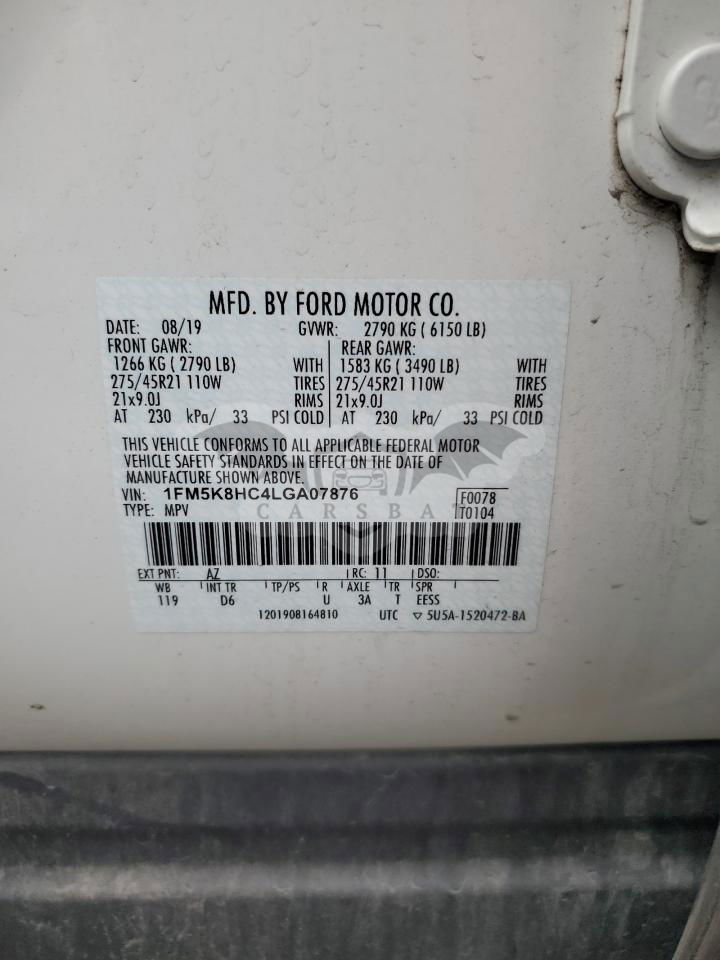 MFD. BY FORD MOTOR CO.
DATE: 08/19 GVWR: 2790 KG ( 6150 LB)
FRONT GAWR: REAR GAWR:
1266 KG ( 2790 LB) WITH 1583 KG ( 3490 LB) WITH
275/45R21 110W TIRES 275/45R21 110W TIRES
21x9.0J RIMS 21x9.0J RIMS
AT 230 kPa/ 33 PSI COLD AT 230 kPa/ 33 PSI COLD
THIS VEHICLE CONFORMS TO ALL APPLICABLE FEDERAL MOTOR
VEHICLE SAFETY STANDARDS IN EFFECT ON THE DATE OF
MANUFACTURE SHOWN ABOVE.
VIN: 1FM5K8HC4LGA07876 F0078
TYPE: MPV T0104
CARSBA
EXT PNT: AZ RC: 11 DSO:
WB INT TR TP/PS R AXLE TR SPR
119 D6 U 3A T EESS
1201908164810 UTC ▽ 5U5A-1520472-BA